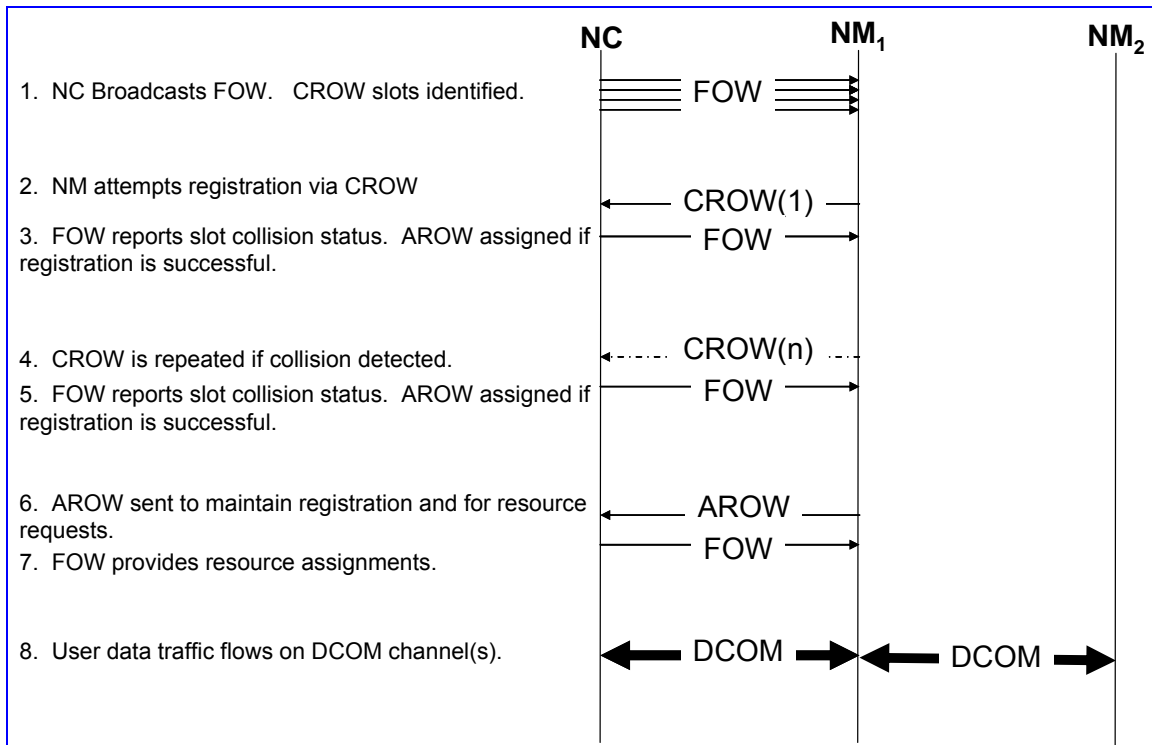 NC NM₁ NM₂
1. NC Broadcasts FOW. CROW slots identified.
FOW
2. NM attempts registration via CROW
CROW(1)
3. FOW reports slot collision status. AROW assigned if
registration is successful.
FOW
4. CROW is repeated if collision detected.
CROW(n)
5. FOW reports slot collision status. AROW assigned if
registration is successful.
FOW
6. AROW sent to maintain registration and for resource
requests.
AROW
7. FOW provides resource assignments.
FOW
8. User data traffic flows on DCOM channel(s).
DCOM DCOM